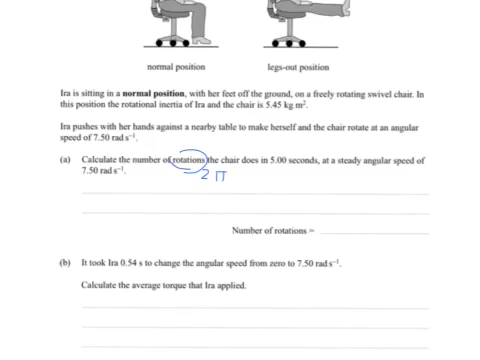 normal position
legs-out position
Ira is sitting in a normal position, with her feet off the ground, on a freely rotating swivel chair. In
this position the rotational inertia of Ira and the chair is 5.45 kg m².
Ira pushes with her hands against a nearby table to make herself and the chair rotate at an angular
speed of 7.50 rad s⁻¹.
(a) Calculate the number of rotations the chair does in 5.00 seconds, at a steady angular speed of
7.50 rad s⁻¹.
2 π
Number of rotations =
(b) It took Ira 0.54 s to change the angular speed from zero to 7.50 rad s⁻¹.
Calculate the average torque that Ira applied.